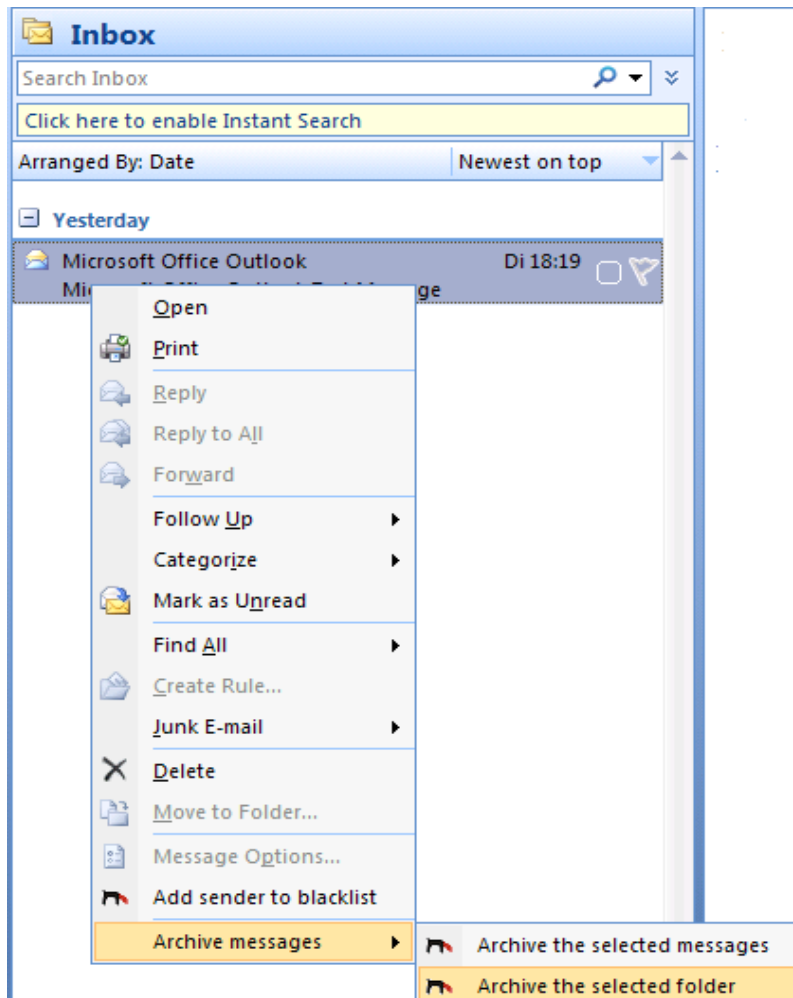 Inbox
Search Inbox
Click here to enable Instant Search
Arranged By: Date Newest on top
Yesterday
Microsoft Office Outlook Di 18:19
Open
Print
Reply
Reply to All
Forward
Follow Up
Categorize
Mark as Unread
Find All
Create Rule...
Junk E-mail
Delete
Move to Folder...
Message Options...
Add sender to blacklist
Archive messages
Archive the selected messages
Archive the selected folder